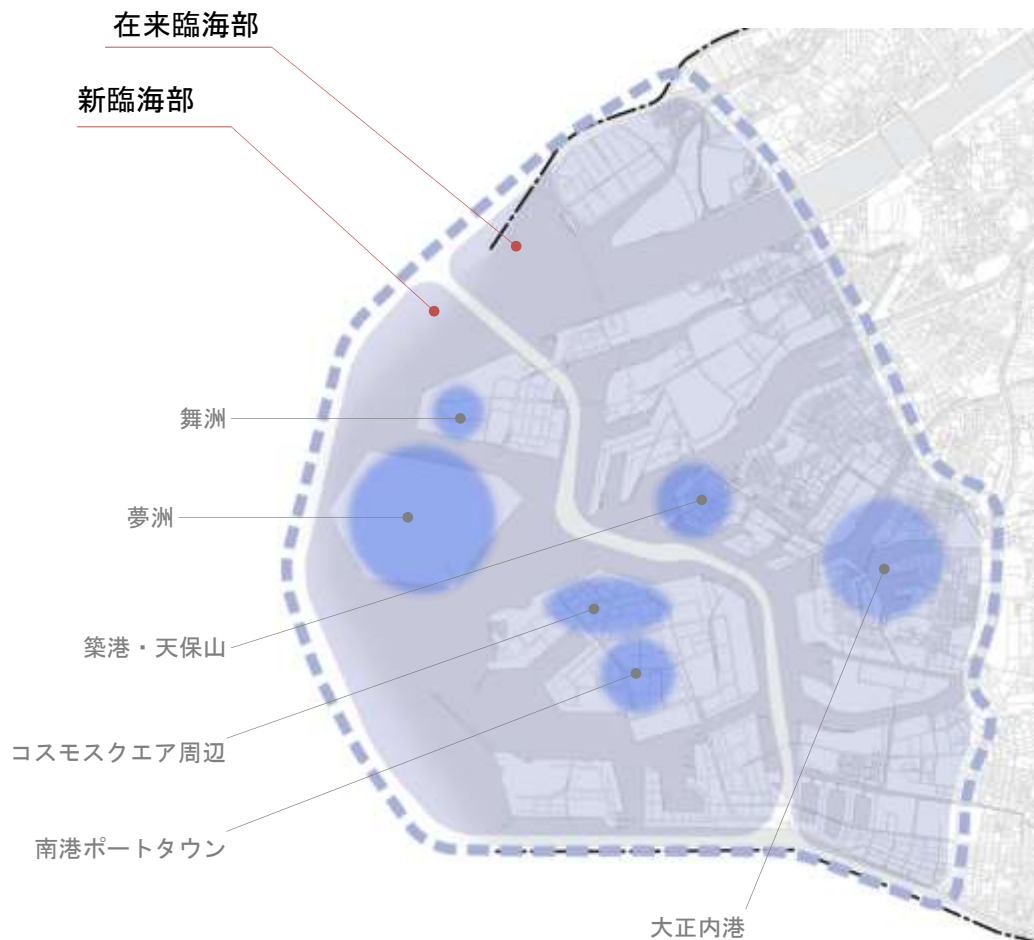 在来臨海部
新臨海部
舞洲
夢洲
築港・天保山
コスモスクエア周辺
南港ポートタウン
大正内港